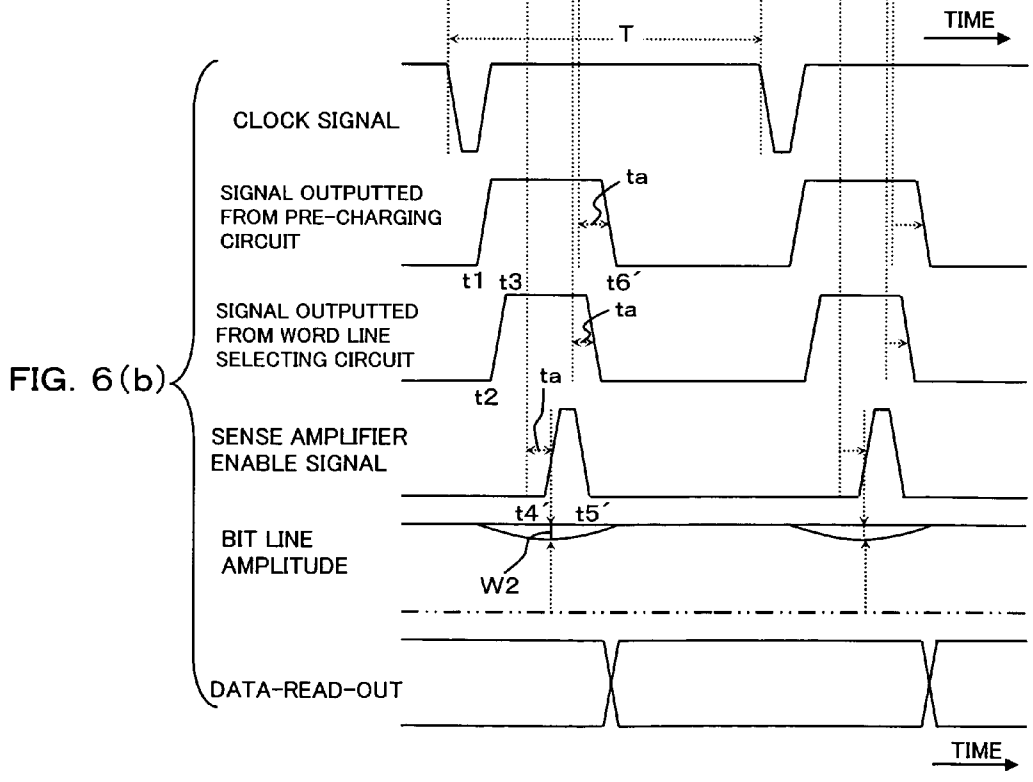 TIME
T
CLOCK SIGNAL
SIGNAL OUTPUTTED
FROM PRE-CHARGING
CIRCUIT
ta
t1 t3 t6´
SIGNAL OUTPUTTED
FROM WORD LINE
SELECTING CIRCUIT
ta
FIG. 6(b)
t2
ta
SENSE AMPLIFIER
ENABLE SIGNAL
t4´ t5´
BIT LINE
AMPLITUDE
W2
DATA-READ-OUT
TIME